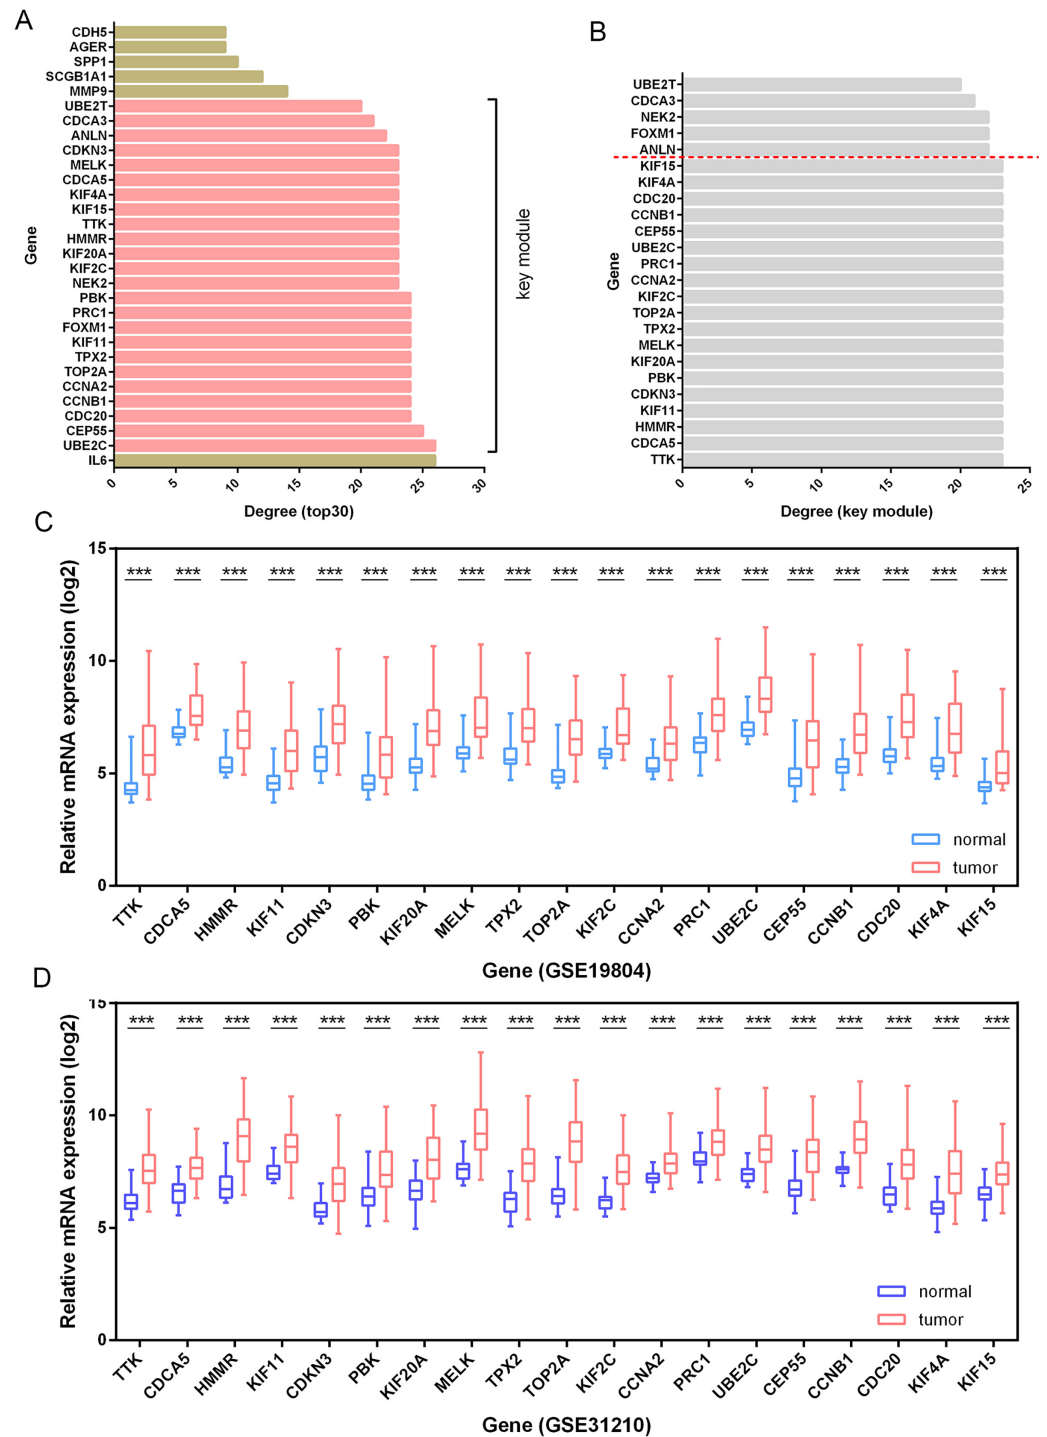 A
CDH5
AGER
SPP1
SCGB1A1
MMP9
UBE2T
CDCA3
ANLN
CDKN3
MELK
CDCA5
KIF4A
KIF15
TTK
HMMR
KIF20A
KIF2C
NEK2
PBK
PRC1
FOXM1
KIF11
TPX2
TOP2A
CCNA2
CCNB1
CDC20
CEP55
UBE2C
IL6
Gene
key module
0 5 10 15 20 25 30
Degree (top30)
B
UBE2T
CDCA3
NEK2
FOXM1
ANLN
KIF15
KIF4A
CDC20
CCNB1
CEP55
UBE2C
PRC1
CCNA2
KIF2C
TOP2A
TPX2
MELK
KIF20A
PBK
CDKN3
KIF11
HMMR
CDCA5
TTK
Gene
0 5 10 15 20 25
Degree (key module)
C
Relative mRNA expression (log2)
15
10
5
0
*** *** *** *** *** *** *** *** *** *** *** *** *** *** *** *** *** *** ***
normal
tumor
TTK CDCA5 HMMR KIF11 CDKN3 PBK KIF20A MELK TPX2 TOP2A KIF2C CCNA2 PRC1 UBE2C CEP55 CCNB1 CDC20 KIF4A KIF15
Gene (GSE19804)
D
Relative mRNA expression (log2)
15
10
5
0
*** *** *** *** *** *** *** *** *** *** *** *** *** *** *** *** *** *** ***
normal
tumor
TTK CDCA5 HMMR KIF11 CDKN3 PBK KIF20A MELK TPX2 TOP2A KIF2C CCNA2 PRC1 UBE2C CEP55 CCNB1 CDC20 KIF4A KIF15
Gene (GSE31210)